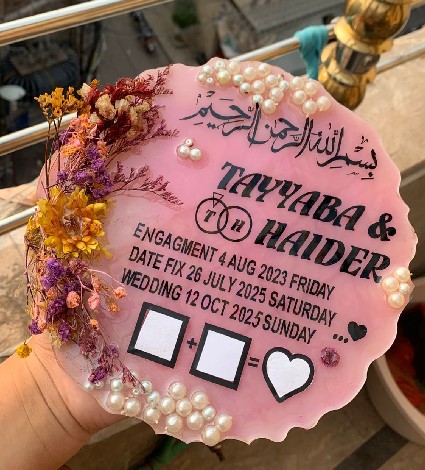 بسم الله الرحمن الرحيم
TAYYABA &
HAIDER
T H
ENGAGMENT 4 AUG 2023 FRIDAY
DATE FIX 26 JULY 2025 SATURDAY
WEDDING 12 OCT 2025 SUNDAY ...
+ =